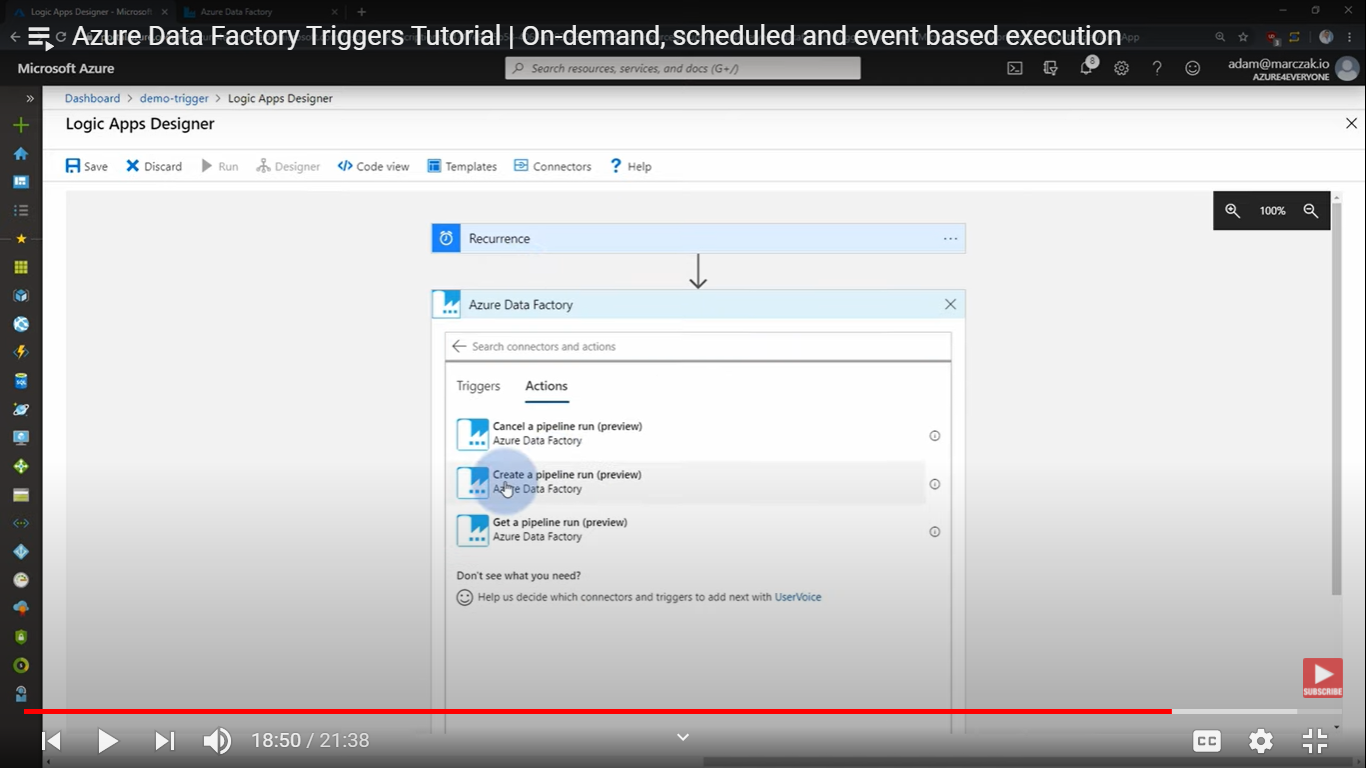 Logic Apps Designer - Microsoft
Azure Data Factory
Azure Data Factory Triggers Tutorial | On-demand, scheduled and event based execution
Microsoft Azure
Search resources, services, and docs (G+/)
8
adam@marczak.io
AZURE4EVERYONE
Dashboard > demo-trigger > Logic Apps Designer
Logic Apps Designer
Save
Discard
Run
Designer
Code view
Templates
Connectors
? Help
100%
Recurrence
Azure Data Factory
Search connectors and actions
Triggers
Actions
Cancel a pipeline run (preview)
Azure Data Factory
Create a pipeline run (preview)
Azure Data Factory
Get a pipeline run (preview)
Azure Data Factory
Don't see what you need?
Help us decide which connectors and triggers to add next with UserVoice
SUBSCRIBE
18:50 / 21:38
CC